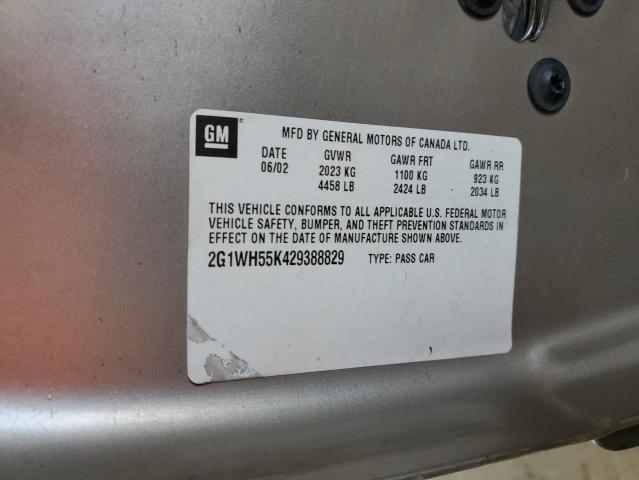 GM
MFD BY GENERAL MOTORS OF CANADA LTD.
DATE GVWR GAWR FRT GAWR RR
06/02 2023 KG 1100 KG 923 KG
4458 LB 2424 LB 2034 LB
THIS VEHICLE CONFORMS TO ALL APPLICABLE U.S. FEDERAL MOTOR
VEHICLE SAFETY, BUMPER, AND THEFT PREVENTION STANDARDS IN
EFFECT ON THE DATE OF MANUFACTURE SHOWN ABOVE.
2G1WH55K429388829 TYPE: PASS CAR